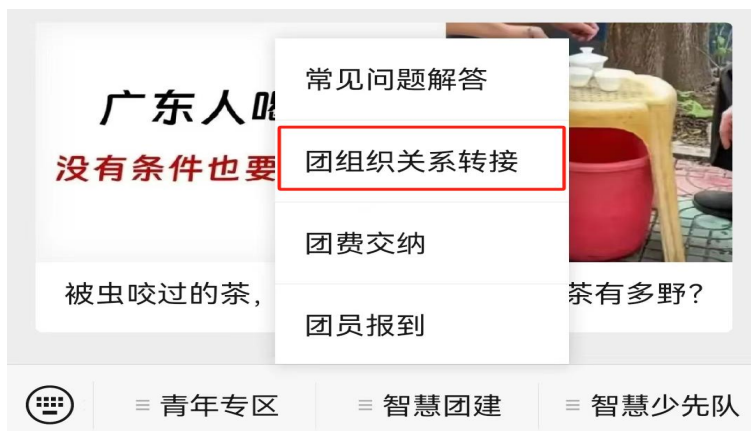 广东人
没有条件也要
常见问题解答
团组织关系转接
团费交纳
团员报到
被虫咬过的茶,
茶有多野?
青年专区
智慧团建
智慧少先队